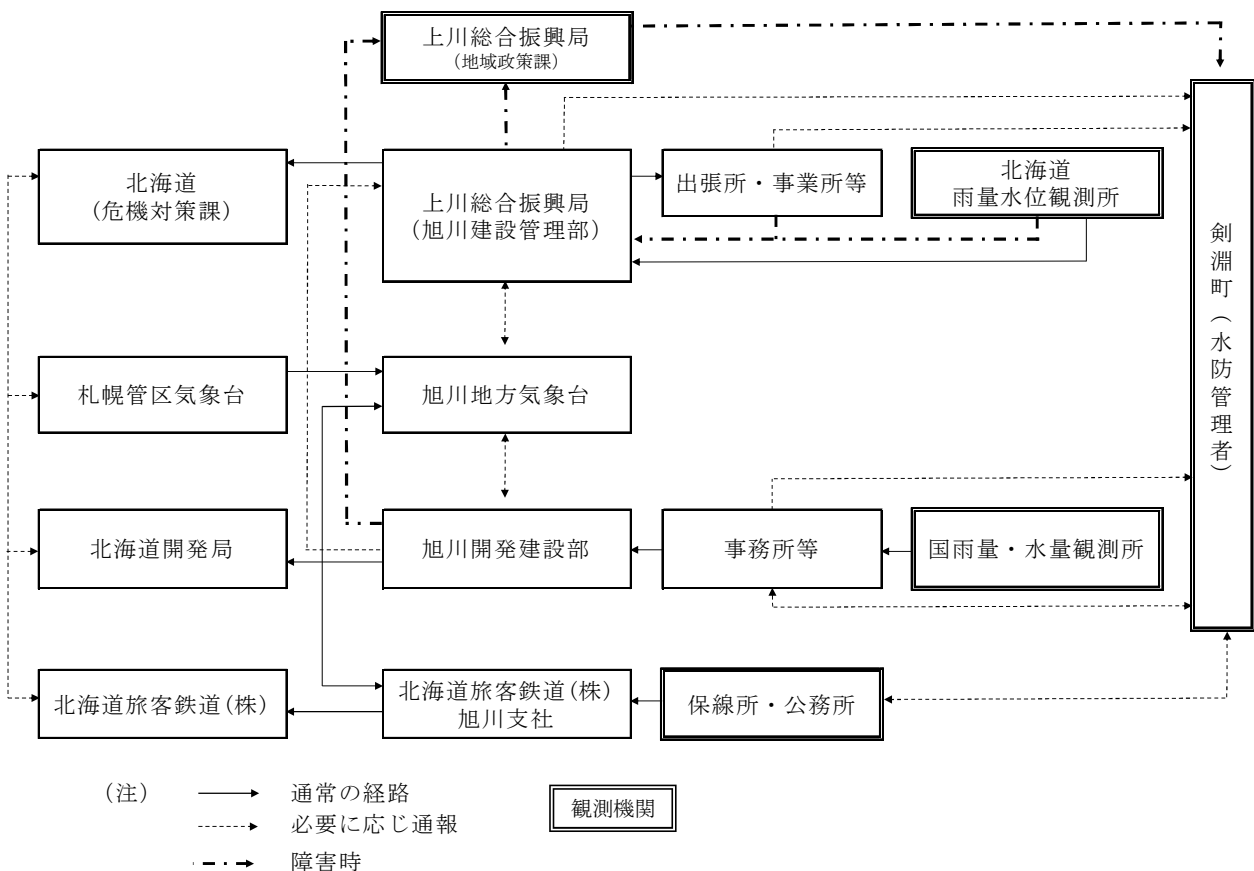 上川総合振興局
(地域政策課)
北海道
(危機対策課)
上川総合振興局
(旭川建設管理部)
出張所・事業所等
北海道
雨量水位観測所
剣淵町(水防管理者)
札幌管区気象台
旭川地方気象台
北海道開発局
旭川開発建設部
事務所等
国雨量・水量観測所
北海道旅客鉄道(株)
北海道旅客鉄道(株)
旭川支社
保線所・公務所
(注)
通常の経路
必要に応じ通報
障害時
観測機関